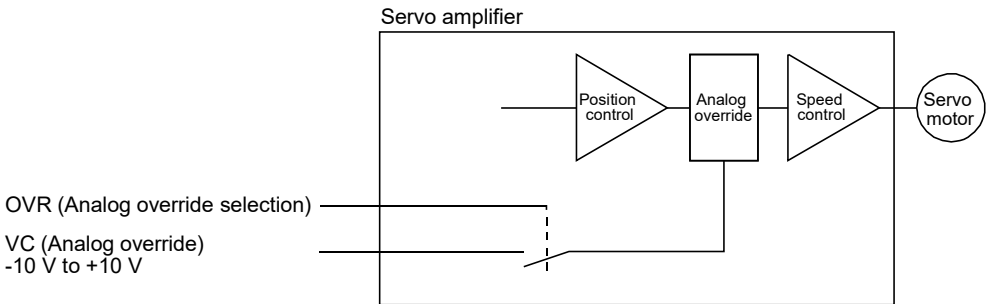 Servo amplifier
Position
control
Analog
override
Speed
control
Servo
motor
OVR (Analog override selection)
VC (Analog override)
-10 V to +10 V